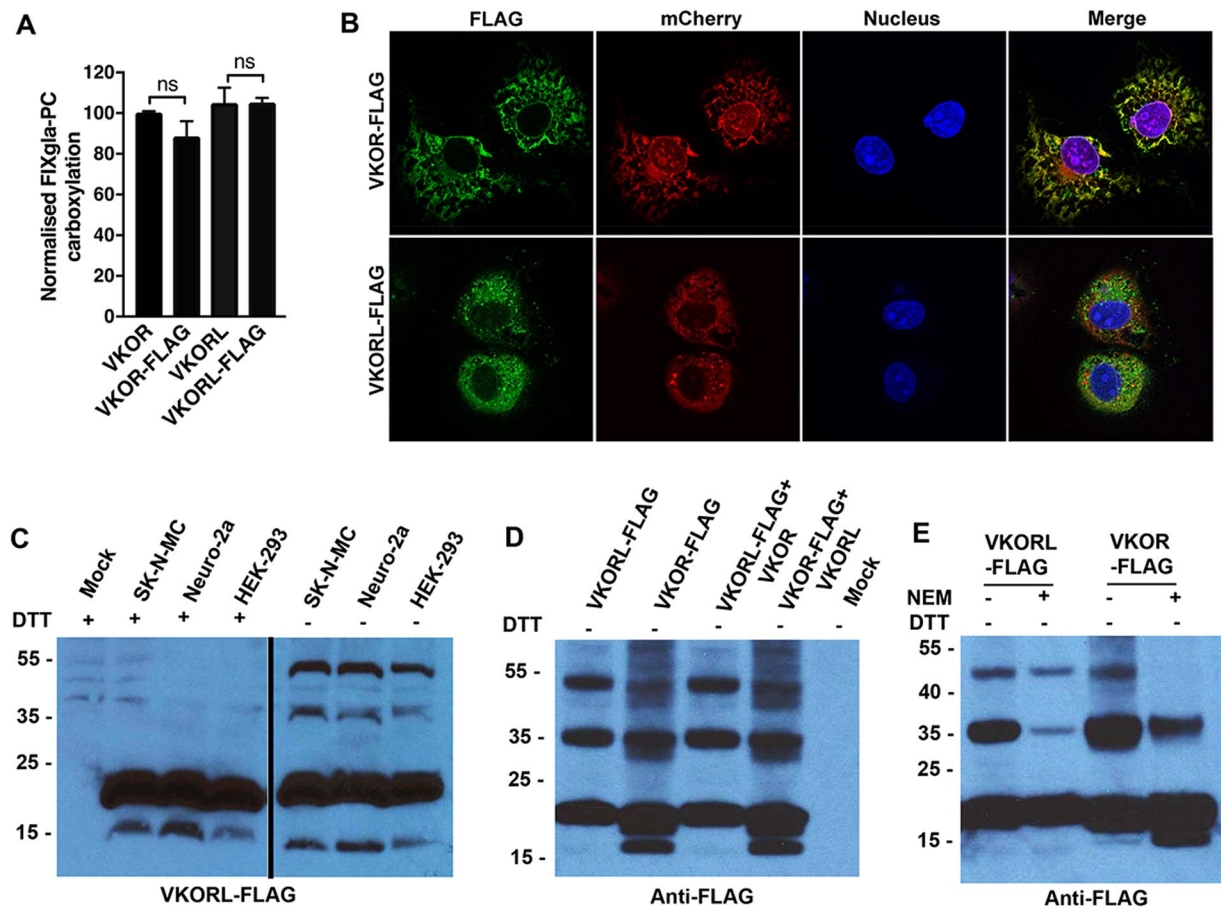 A
ns
ns
Normalised FIXgla-PC
carboxylation
120
100
80
60
40
20
0
VKOR
VKOR-FLAG
VKORL
VKORL-FLAG
B
FLAG
mCherry
Nucleus
Merge
VKOR-FLAG
VKORL-FLAG
C
Mock
SK-N-MC
Neuro-2a
HEK-293
SK-N-MC
Neuro-2a
HEK-293
DTT + + + + - - -
55 -
35 -
25 -
15 -
VKORL-FLAG
D
VKORL-FLAG
VKOR-FLAG
VKORL-FLAG+
VKOR
VKOR-FLAG+
VKORL
Mock
DTT - - - - -
55 -
35 -
25 -
15 -
Anti-FLAG
E
VKORL
-FLAG
VKOR
-FLAG
NEM - + - +
DTT - - - -
55 -
40 -
35 -
25 -
15 -
Anti-FLAG